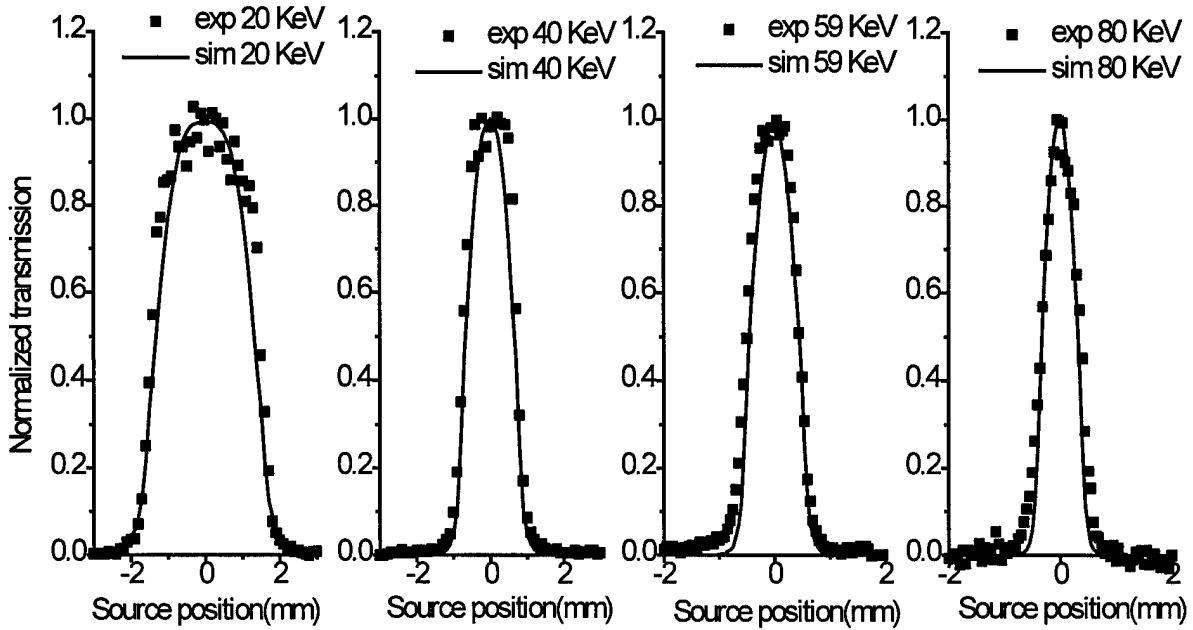 Normalized transmission
exp 20 KeV
sim 20 KeV
1.2
1.0
0.8
0.6
0.4
0.2
0.0
-2 0 2
Source position(mm)
exp 40 KeV
sim 40 KeV
1.2
1.0
0.8
0.6
0.4
0.2
0.0
-2 0 2
Source position(mm)
exp 59 KeV
sim 59 KeV
1.2
1.0
0.8
0.6
0.4
0.2
0.0
-2 0 2
Source position(mm)
exp 80 KeV
sim 80 KeV
1.2
1.0
0.8
0.6
0.4
0.2
0.0
-2 0 2
Source position(mm)